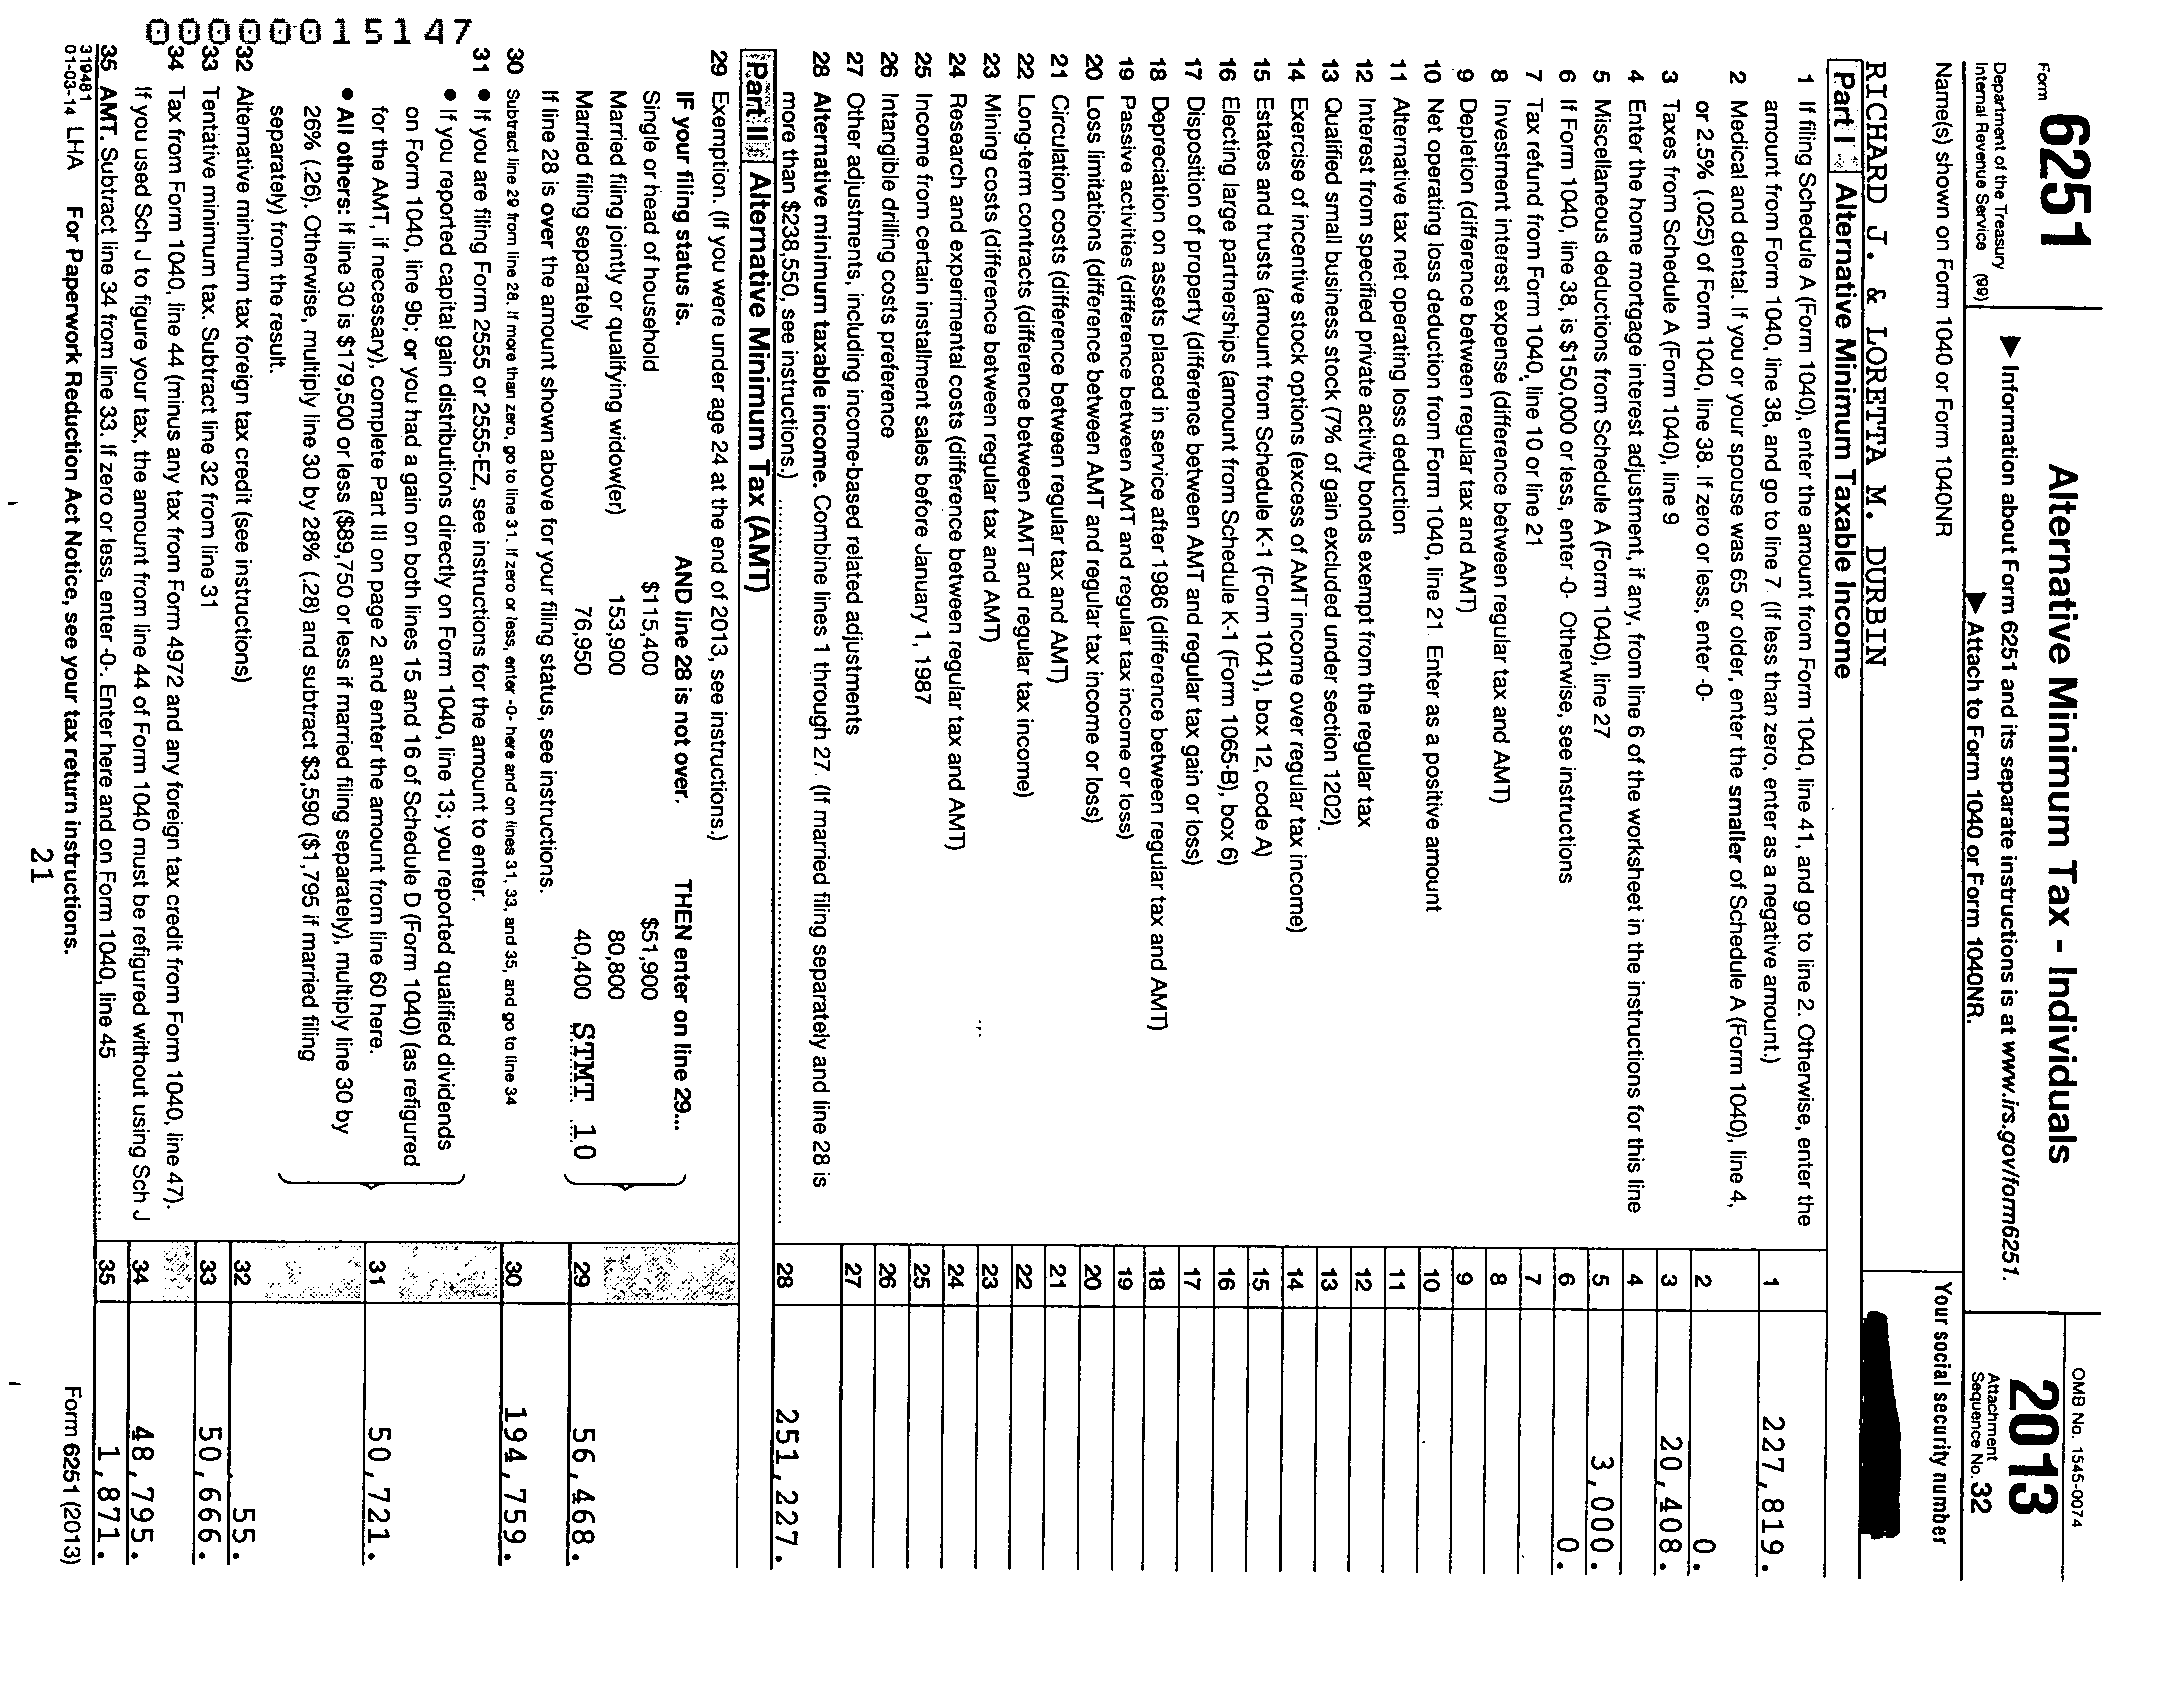 Form 6251
Department of the Treasury
Internal Revenue Service (99)
Alternative Minimum Tax - Individuals
▶ Information about Form 6251 and its separate instructions is at www.irs.gov/form6251.
▶ Attach to Form 1040 or Form 1040NR.
OMB No. 1545-0074
2013
Attachment
Sequence No. 32
Name(s) shown on Form 1040 or Form 1040NR
Your social security number
RICHARD J. & LORETTA M. DURBIN
Part I Alternative Minimum Taxable Income
1 If filing Schedule A (Form 1040), enter the amount from Form 1040, line 41, and go to line 2. Otherwise, enter the
amount from Form 1040, line 38, and go to line 7. (If less than zero, enter as a negative amount.) 1 227,819.
2 Medical and dental. If you or your spouse was 65 or older, enter the smaller of Schedule A (Form 1040), line 4,
or 2.5% (.025) of Form 1040, line 38. If zero or less, enter -0- 2 0.
3 Taxes from Schedule A (Form 1040), line 9 3 20,408.
4 Enter the home mortgage interest adjustment, if any, from line 6 of the worksheet in the instructions for this line 4
5 Miscellaneous deductions from Schedule A (Form 1040), line 27 5 3,000.
6 If Form 1040, line 38, is $150,000 or less, enter -0- Otherwise, see instructions 6 0.
7 Tax refund from Form 1040, line 10 or line 21 7
8 Investment interest expense (difference between regular tax and AMT) 8
9 Depletion (difference between regular tax and AMT) 9
10 Net operating loss deduction from Form 1040, line 21. Enter as a positive amount 10
11 Alternative tax net operating loss deduction 11
12 Interest from specified private activity bonds exempt from the regular tax 12
13 Qualified small business stock (7% of gain excluded under section 1202) 13
14 Exercise of incentive stock options (excess of AMT income over regular tax income) 14
15 Estates and trusts (amount from Schedule K-1 (Form 1041), box 12, code A) 15
16 Electing large partnerships (amount from Schedule K-1 (Form 1065-B), box 6) 16
17 Disposition of property (difference between AMT and regular tax gain or loss) 17
18 Depreciation on assets placed in service after 1986 (difference between regular tax and AMT) 18
19 Passive activities (difference between AMT and regular tax income or loss) 19
20 Loss limitations (difference between AMT and regular tax income or loss) 20
21 Circulation costs (difference between regular tax and AMT) 21
22 Long-term contracts (difference between AMT and regular tax income) 22
23 Mining costs (difference between regular tax and AMT) 23
24 Research and experimental costs (difference between regular tax and AMT) 24
25 Income from certain installment sales before January 1, 1987 25
26 Intangible drilling costs preference 26
27 Other adjustments, including income-based related adjustments 27
28 Alternative minimum taxable income. Combine lines 1 through 27. (If married filing separately and line 28 is
more than $238,550, see instructions.) 28 251,227.
Part II Alternative Minimum Tax (AMT)
29 Exemption. (If you were under age 24 at the end of 2013, see instructions.)
IF your filing status is. AND line 28 is not over. THEN enter on line 29...
Single or head of household $115,400 $51,900
Married filing jointly or qualifying widow(er) 153,900 80,800
Married filing separately 76,950 40,400 STMT 10 29 56,468.
If line 28 is over the amount shown above for your filing status, see instructions.
30 Subtract line 29 from line 28. If more than zero, go to line 31. If zero or less, enter -0- here and on lines 31, 33, and 35, and go to line 34 30 194,759.
31 ● If you are filing Form 2555 or 2555-EZ, see instructions for the amount to enter.
● If you reported capital gain distributions directly on Form 1040, line 13; you reported qualified dividends
on Form 1040, line 9b; or you had a gain on both lines 15 and 16 of Schedule D (Form 1040) (as refigured
for the AMT, if necessary), complete Part III on page 2 and enter the amount from line 60 here. 31 50,721.
● All others: If line 30 is $179,500 or less ($89,750 or less if married filing separately), multiply line 30 by
26% (.26). Otherwise, multiply line 30 by 28% (.28) and subtract $3,590 ($1,795 if married filing
separately) from the result.
32 Alternative minimum tax foreign tax credit (see instructions) 32 55.
33 Tentative minimum tax. Subtract line 32 from line 31 33 50,666.
34 Tax from Form 1040, line 44 (minus any tax from Form 4972 and any foreign tax credit from Form 1040, line 47).
If you used Sch J to figure your tax, the amount from line 44 of Form 1040 must be refigured without using Sch J 34 48,795.
35 AMT. Subtract line 34 from line 33. If zero or less, enter -0-. Enter here and on Form 1040, line 45 35 1,871.
319481
01-03-14 LHA For Paperwork Reduction Act Notice, see your tax return instructions. Form 6251 (2013)
21
00000015147